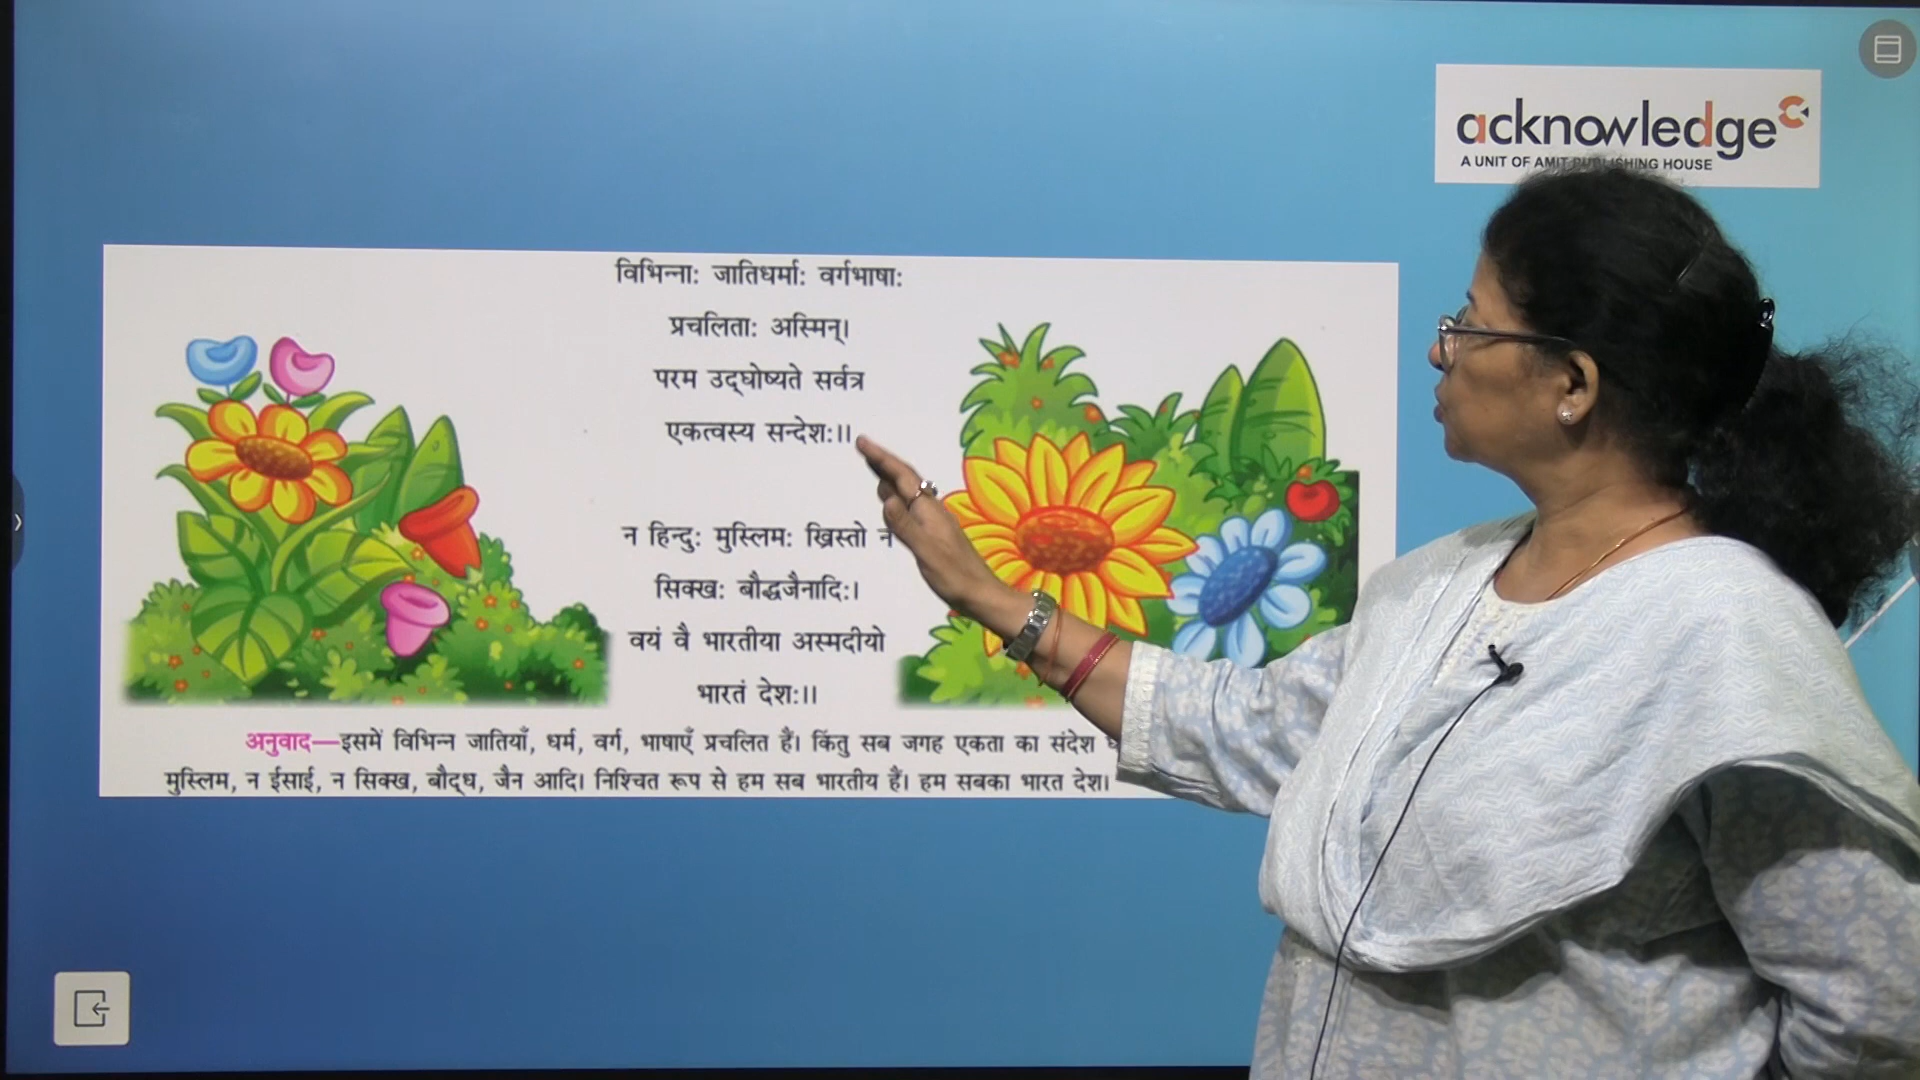 acknowledge
A UNIT OF AMIT PUBLISHING HOUSE
विभिन्नाः जातिधर्माः वर्गभाषाः
प्रचलिताः अस्मिन्।
परम उद्घोष्यते सर्वत्र
एकत्वस्य सन्देशः।।
न हिन्दुः मुस्लिमः ख्रिस्तो न
सिक्खः बौद्धजैनादिः।
वयं वै भारतीया अस्मदीयो
भारतं देशः।।
अनुवाद—इसमें विभिन्न जातियाँ, धर्म, वर्ग, भाषाएँ प्रचलित हैं। किंतु सब जगह एकता का संदेश
मुस्लिम, न ईसाई, न सिक्ख, बौद्ध, जैन आदि। निश्चित रूप से हम सब भारतीय हैं। हम सबका भारत देश।